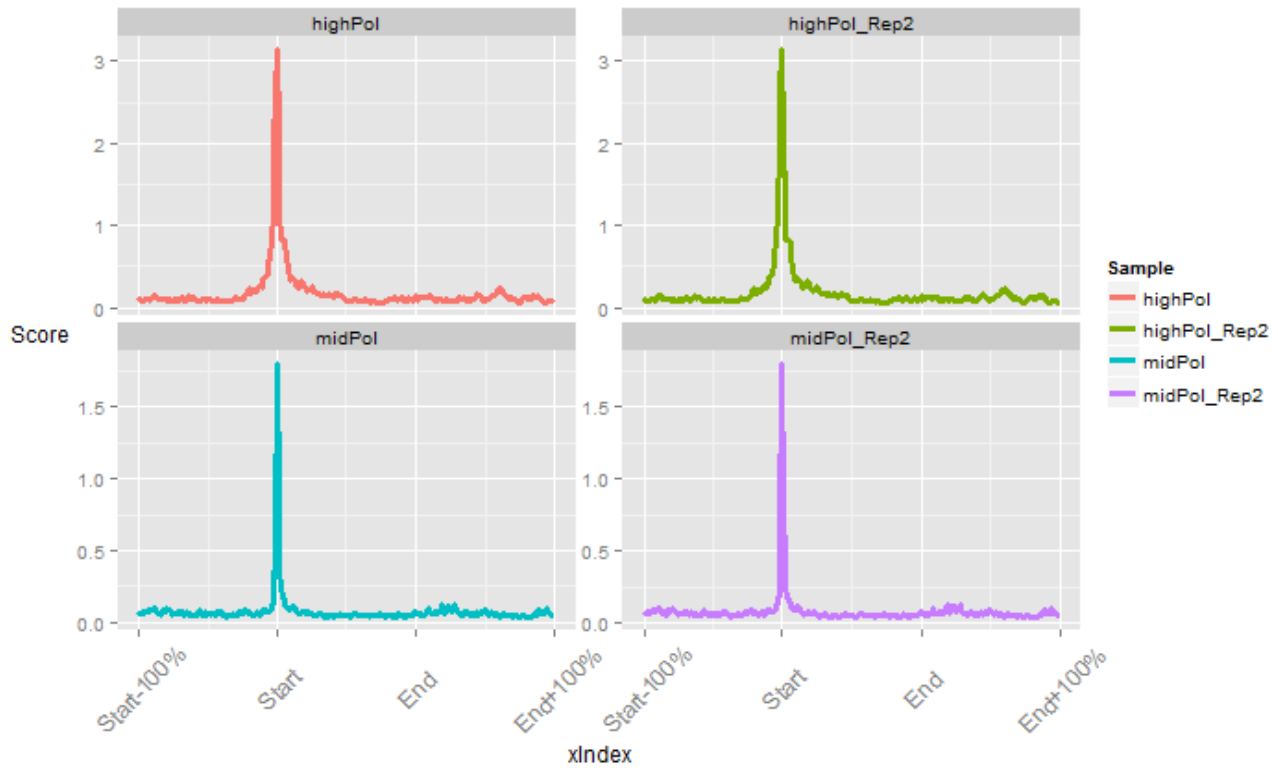 highPol
highPol_Rep2
3
2
1
0
3
2
1
0
Score
midPol
midPol_Rep2
1.5
1.0
0.5
0.0
1.5
1.0
0.5
0.0
Start-100%
Start
End
End+100%
Start-100%
Start
End
End+100%
xIndex
Sample
highPol
highPol_Rep2
midPol
midPol_Rep2